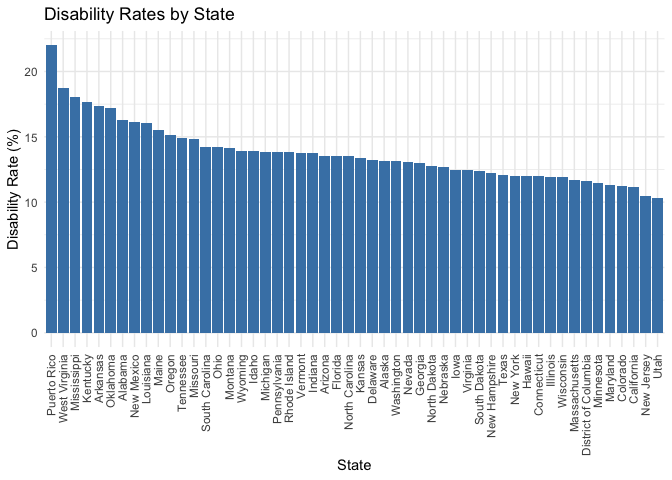 Disability Rates by State
Disability Rate (%)
20
15
10
5
0
Puerto Rico
West Virginia
Mississippi
Kentucky
Arkansas
Oklahoma
Alabama
New Mexico
Louisiana
Maine
Oregon
Tennessee
Missouri
South Carolina
Ohio
Montana
Wyoming
Idaho
Michigan
Pennsylvania
Rhode Island
Vermont
Indiana
Arizona
Florida
North Carolina
Kansas
Delaware
Alaska
Washington
Nevada
Georgia
North Dakota
Nebraska
Iowa
Virginia
South Dakota
New Hampshire
Texas
New York
Hawaii
Connecticut
Illinois
Wisconsin
Massachusetts
District of Columbia
Minnesota
Maryland
Colorado
California
New Jersey
Utah
State